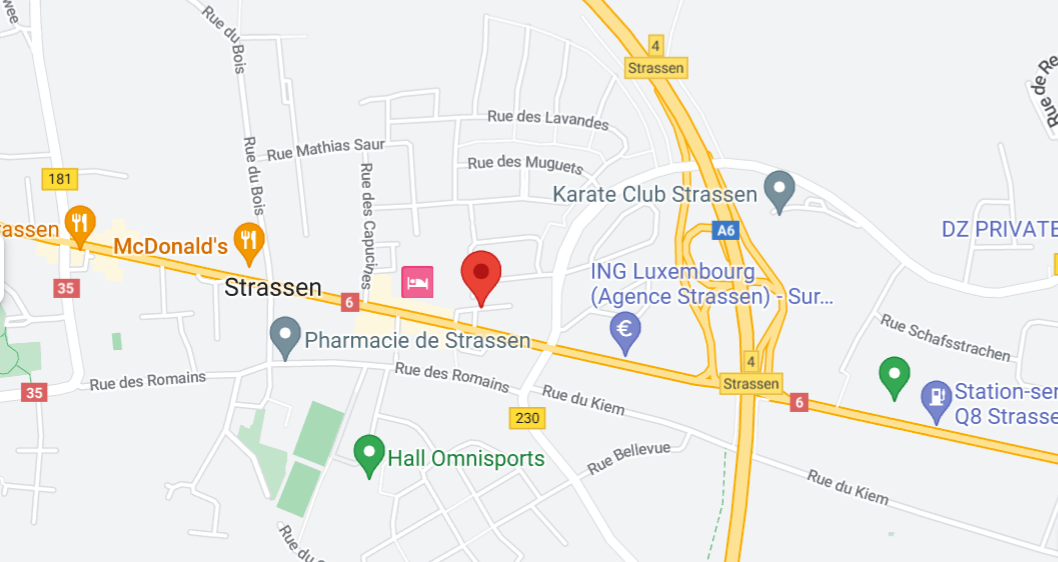 Rue du Bois
4
Strassen
Rue des Lavandes
Rue Mathias Saur
Rue du Bois
Rue des Muguets
181
Rue des Capucines
Karate Club Strassen
A6
DZ PRIVATE
assen
McDonald's
ING Luxembourg
(Agence Strassen) - Sur...
35
Strassen
6
€
Rue Schafsstrachen
Pharmacie de Strassen
4
Strassen
35
Rue des Romains
Rue des Romains
Rue du Kiem
6
Station-ser
Q8 Strasse
230
Hall Omnisports
Rue Bellevue
Rue du Kiem